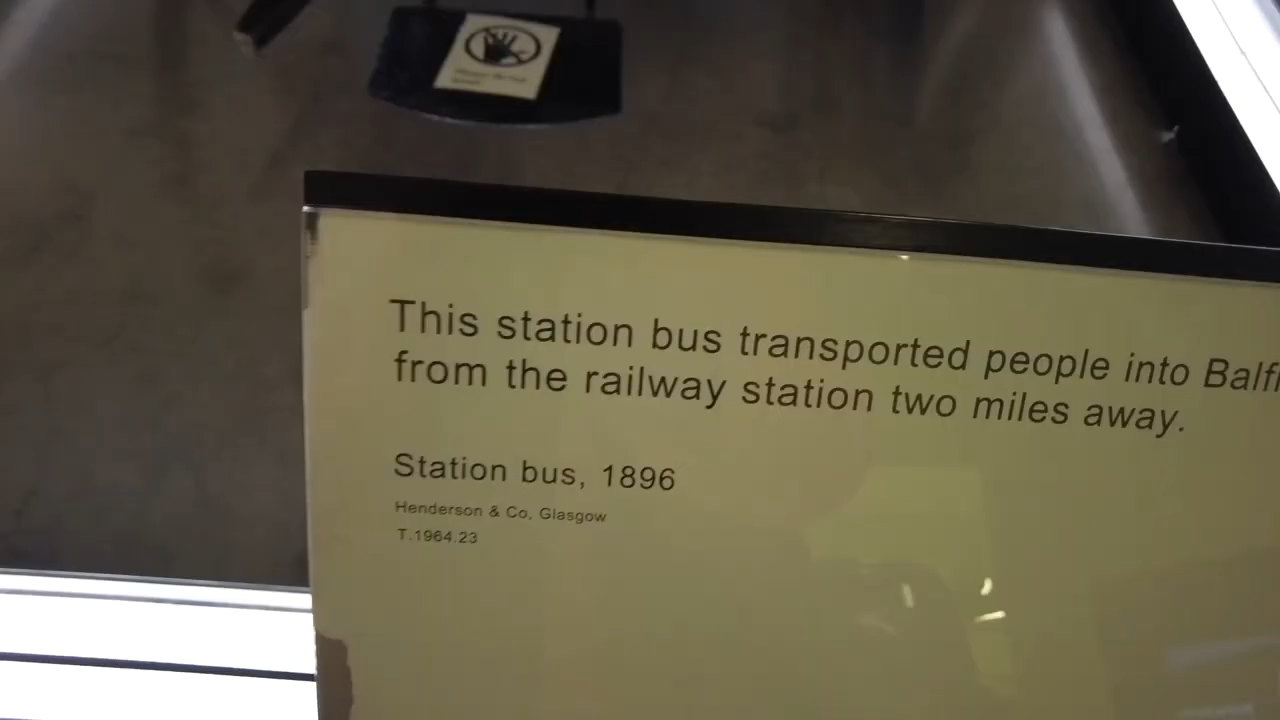 This station bus transported people into Balf
from the railway station two miles away.
Station bus, 1896
Henderson & Co, Glasgow
T.1964.23